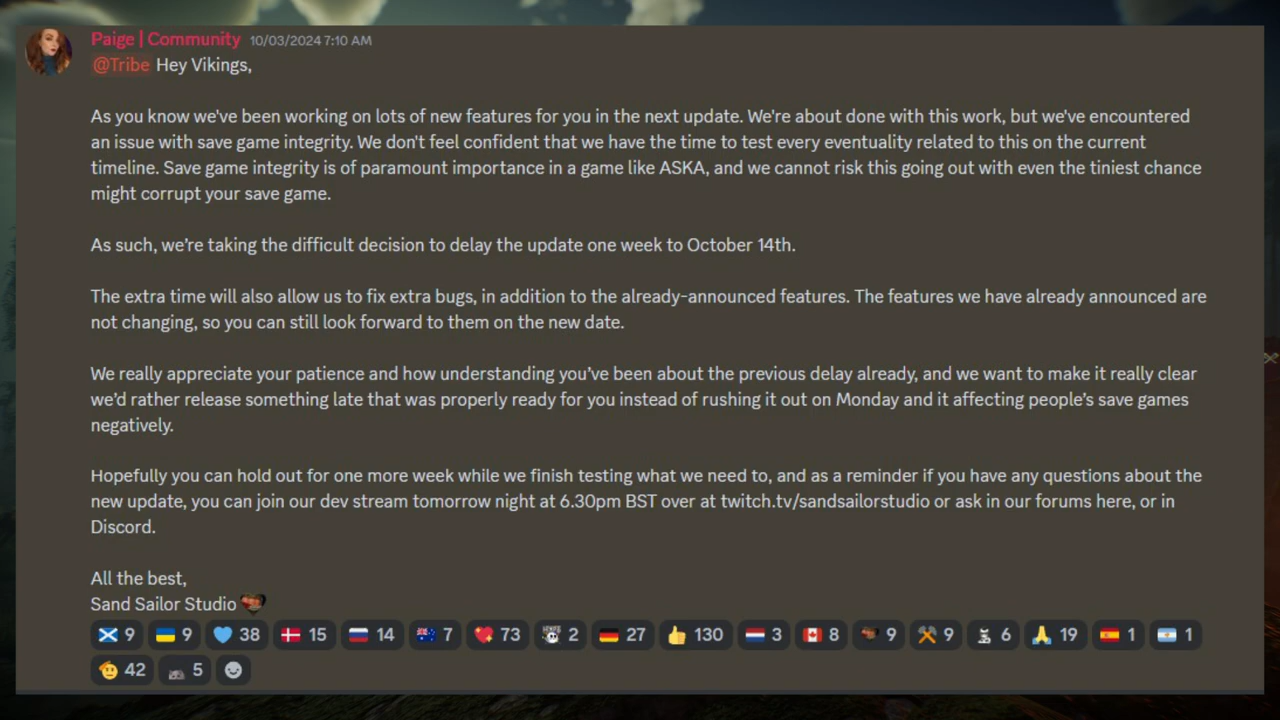 Paige | Community 10/03/2024 7:10 AM
@Tribe Hey Vikings,
As you know we've been working on lots of new features for you in the next update. We're about done with this work, but we've encountered
an issue with save game integrity. We don't feel confident that we have the time to test every eventuality related to this on the current
timeline. Save game integrity is of paramount importance in a game like ASKA, and we cannot risk this going out with even the tiniest chance
might corrupt your save game.
As such, we're taking the difficult decision to delay the update one week to October 14th.
The extra time will also allow us to fix extra bugs, in addition to the already-announced features. The features we have already announced are
not changing, so you can still look forward to them on the new date.
We really appreciate your patience and how understanding you've been about the previous delay already, and we want to make it really clear
we'd rather release something late that was properly ready for you instead of rushing it out on Monday and it affecting people's save games
negatively.
Hopefully you can hold out for one more week while we finish testing what we need to, and as a reminder if you have any questions about the
new update, you can join our dev stream tomorrow night at 6.30pm BST over at twitch.tv/sandsailorstudio or ask in our forums here, or in
Discord.
All the best,
Sand Sailor Studio
9 9 38 15 14 7 73 2 27 130 3 8 9 9 6 19 1 1
42 5